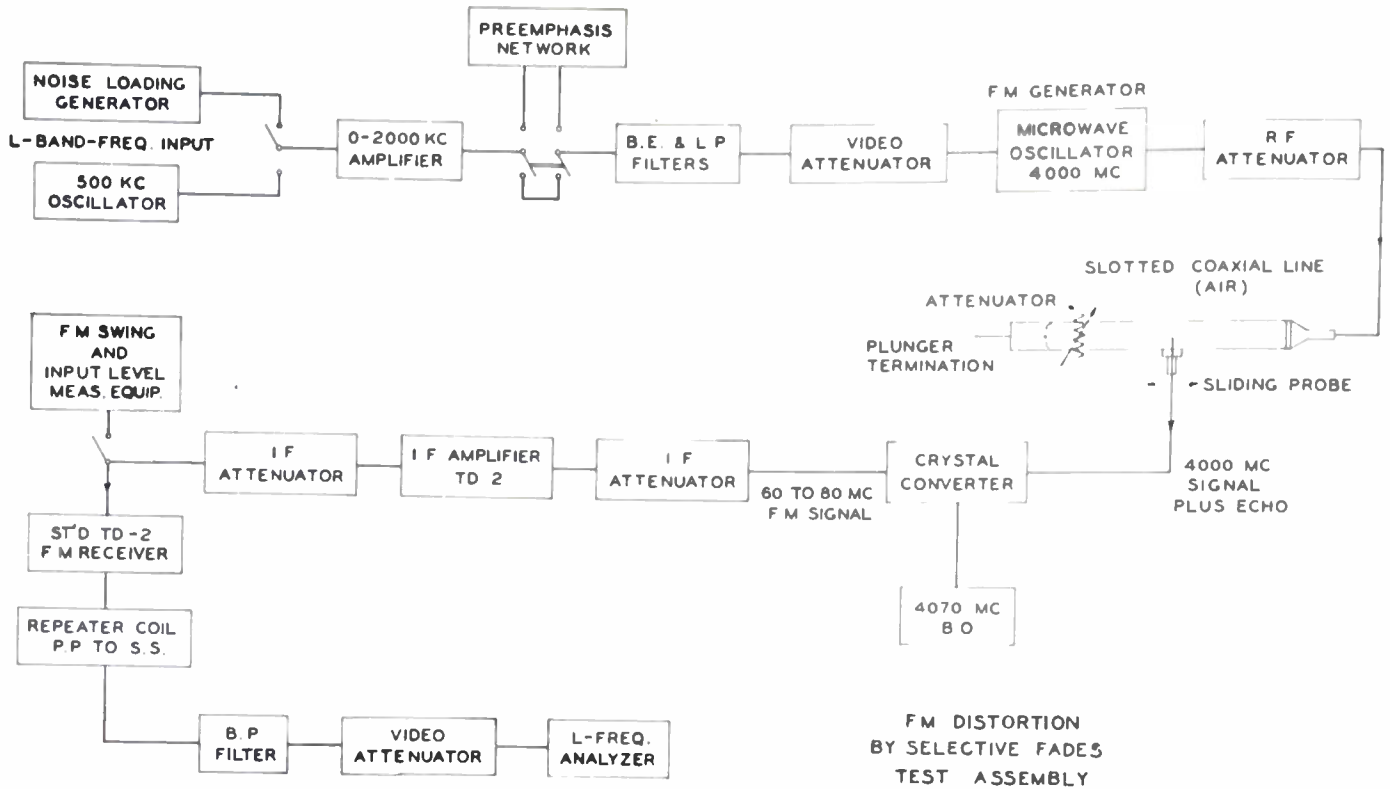 PREEMPHASIS
NETWORK
NOISE LOADING
GENERATOR
L-BAND-FREQ. INPUT
500 KC
OSCILLATOR
0-2000 KC
AMPLIFIER
B.E. & L P
FILTERS
VIDEO
ATTENUATOR
FM GENERATOR
MICROWAVE
OSCILLATOR
4000 MC
R F
ATTENUATOR
SLOTTED COAXIAL LINE
(AIR)
ATTENUATOR
PLUNGER
TERMINATION
SLIDING PROBE
4000 MC
SIGNAL
PLUS ECHO
CRYSTAL
CONVERTER
4070 MC
B O
60 TO 80 MC
FM SIGNAL
I F
ATTENUATOR
I F AMPLIFIER
TD 2
I F
ATTENUATOR
FM SWING
AND
INPUT LEVEL
MEAS. EQUIP.
ST'D TD-2
FM RECEIVER
REPEATER COIL
P.P TO S.S.
B.P
FILTER
VIDEO
ATTENUATOR
L-FREQ.
ANALYZER
FM DISTORTION
BY SELECTIVE FADES
TEST ASSEMBLY